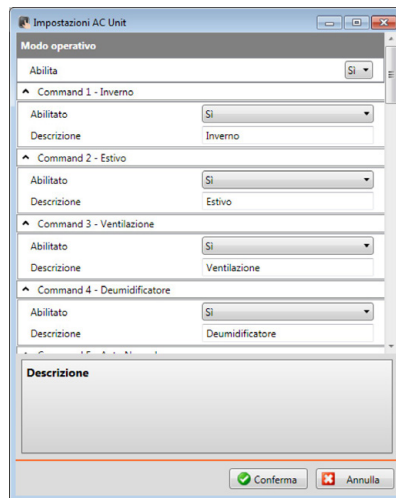 Impostazioni AC Unit
Modo operativo
Abilita Sì
Command 1 - Inverno
Abilitato Sì
Descrizione Inverno
Command 2 - Estivo
Abilitato Sì
Descrizione Estivo
Command 3 - Ventilazione
Abilitato Sì
Descrizione Ventilazione
Command 4 - Deumidificatore
Abilitato Sì
Descrizione Deumidificatore
Descrizione
Conferma Annulla